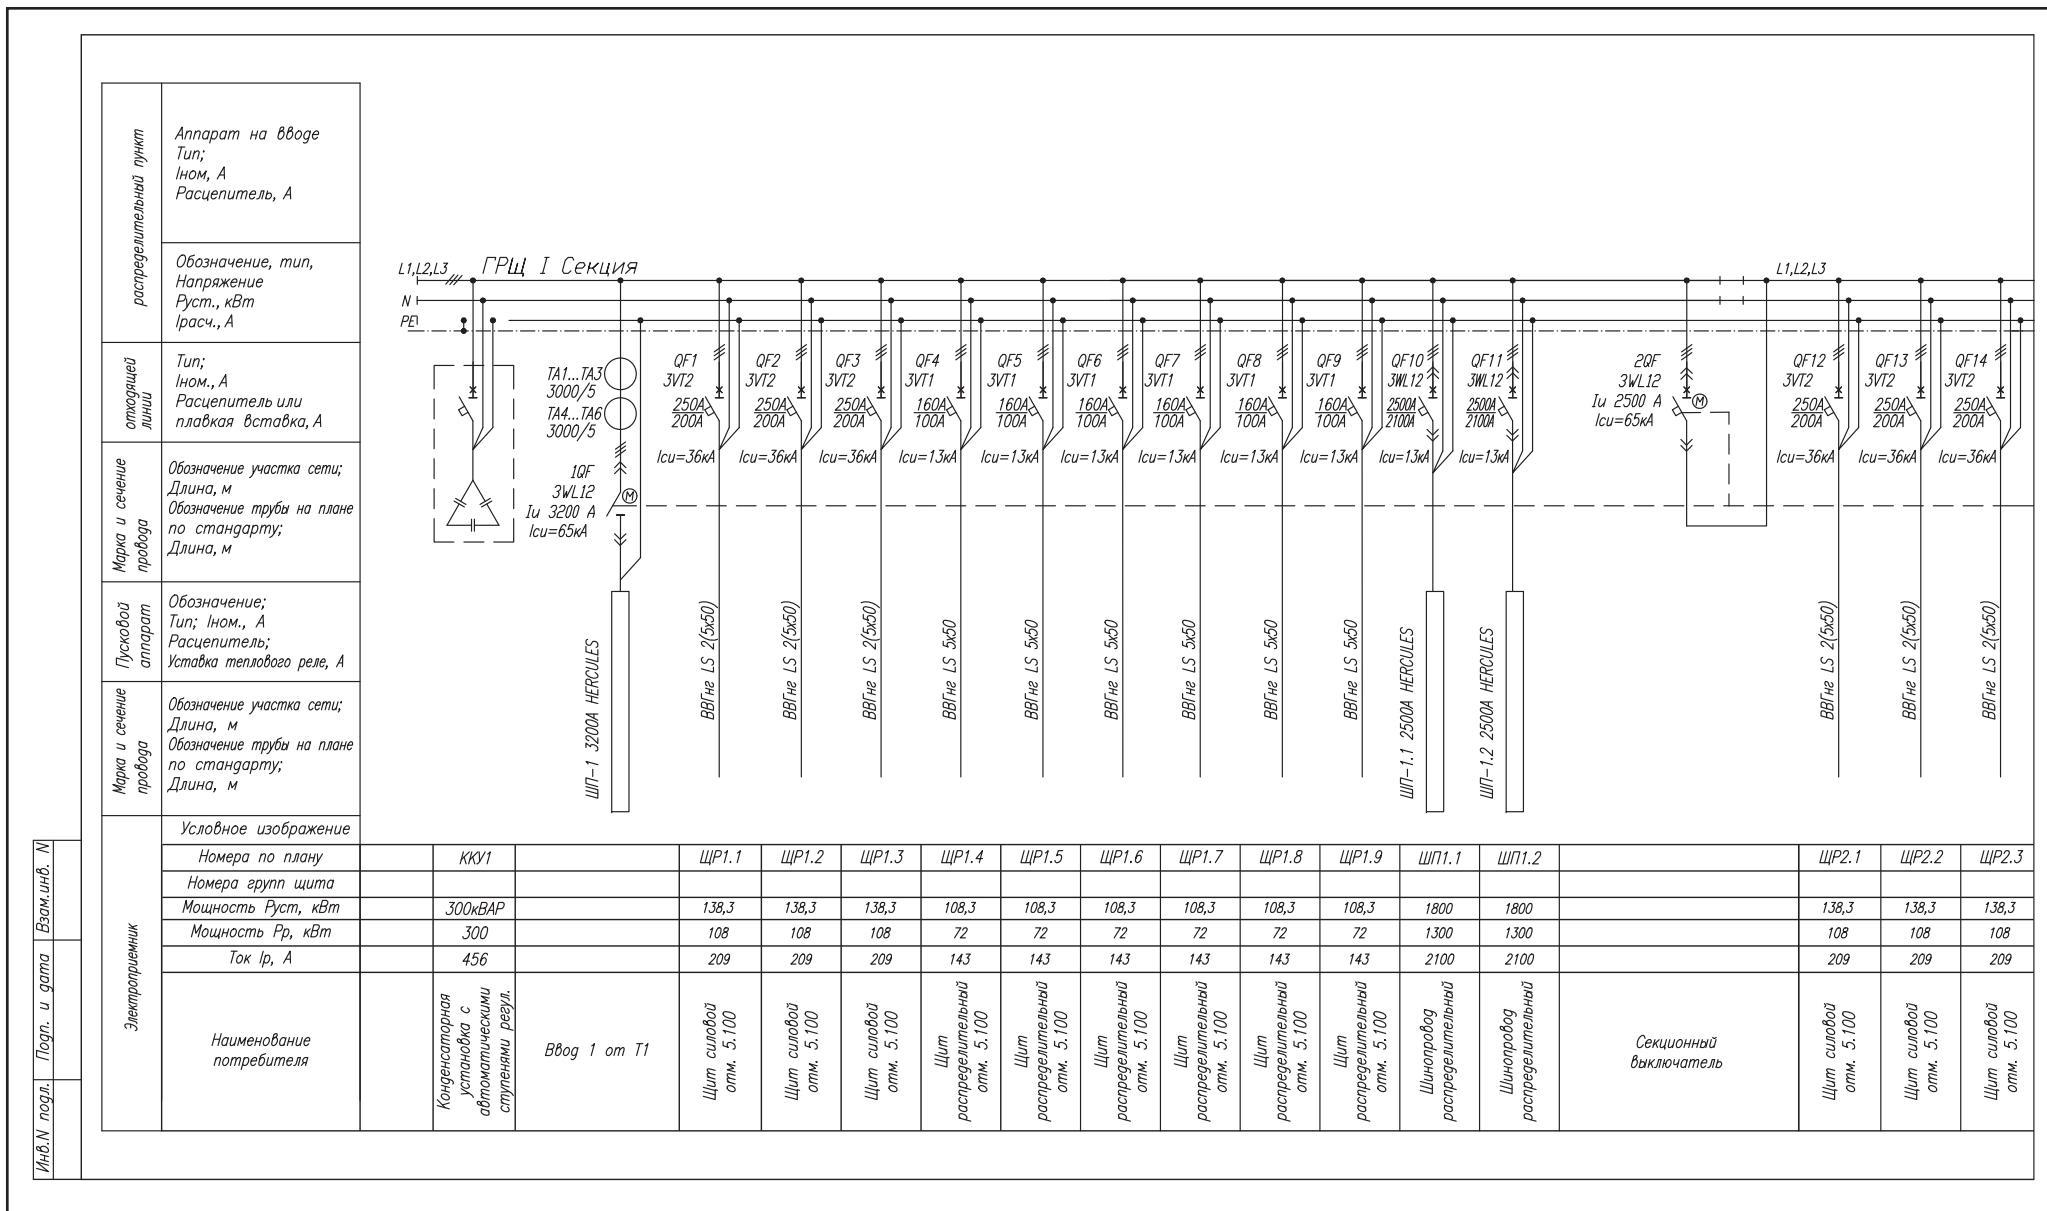 распределительный пункт
Аппарат на вводе
Тип;
Iном, А
Расцепитель, А
Обозначение, тип,
Напряжение
Руст., кВт
Iрасч., А
отходящей
линий
Тип;
Iном., А
Расцепитель или
плавкая вставка, А
Марка и сечение
провода
Обозначение участка сети;
Длина, м
Обозначение трубы на плане
по стандарту;
Длина, м
Пусковой
аппарат
Обозначение;
Тип; Iном, А
Расцепитель;
Уставка теплового реле, А
Марка и сечение
провода
Обозначение участка сети;
Длина, м
Обозначение трубы на плане
по стандарту;
Длина, м
L1,L2,L3
ГРЩ I Секция
N
PE
L1,L2,L3
TA1...TA3
3000/5
TA4...TA6
3000/5
1QF
3WL12
Iu 3200 A
Icu=65кА
M
QF1
3VT2
250A
200A
Icu=36кА
QF2
3VT2
250A
200A
Icu=36кА
QF3
3VT2
250A
200A
Icu=36кА
QF4
3VT1
160A
100A
Icu=13кА
QF5
3VT1
160A
100A
Icu=13кА
QF6
3VT1
160A
100A
Icu=13кА
QF7
3VT1
160A
100A
Icu=13кА
QF8
3VT1
160A
100A
Icu=13кА
QF9
3VT1
160A
100A
Icu=13кА
QF10
3WL12
2500A
2100A
Icu=13кА
QF11
3WL12
2500A
2100A
Icu=13кА
2QF
3WL12
Iu 2500 A
Icu=65кА
M
QF12
3VT2
250A
200A
Icu=36кА
QF13
3VT2
250A
200A
Icu=36кА
QF14
3VT2
250A
200A
Icu=36кА
ШП-1 3200А HERCULES
ВВГнг LS 2(5х50)
ВВГнг LS 2(5х50)
ВВГнг LS 2(5х50)
ВВГнг LS 5х50
ВВГнг LS 5х50
ВВГнг LS 5х50
ВВГнг LS 5х50
ВВГнг LS 5х50
ВВГнг LS 5х50
ШП-1.1 2500А HERCULES
ШП-1.2 2500А HERCULES
ВВГнг LS 2(5х50)
ВВГнг LS 2(5х50)
ВВГнг LS 2(5х50)
Электроприемник
Условное изображение
Номера по плану ККУ1 ЩР1.1 ЩР1.2 ЩР1.3 ЩР1.4 ЩР1.5 ЩР1.6 ЩР1.7 ЩР1.8 ЩР1.9 ШП1.1 ШП1.2 ЩР2.1 ЩР2.2 ЩР2.3
Номера групп щита
Мощность Руст, кВт 300кВАР 138,3 138,3 138,3 108,3 108,3 108,3 108,3 108,3 108,3 1800 1800 138,3 138,3 138,3
Мощность Рр, кВт 300 108 108 108 72 72 72 72 72 72 1300 1300 108 108 108
Ток Iр, А 456 209 209 209 143 143 143 143 143 143 2100 2100 209 209 209
Наименование
потребителя
Конденсаторная
установка с
автоматическими
ступенями регул.
Ввод 1 от Т1
Щит силовой
отм. 5.100
Щит силовой
отм. 5.100
Щит силовой
отм. 5.100
Щит
распределительный
отм. 5.100
Щит
распределительный
отм. 5.100
Щит
распределительный
отм. 5.100
Щит
распределительный
отм. 5.100
Щит
распределительный
отм. 5.100
Щит
распределительный
отм. 5.100
Шинопровод
распределительный
Шинопровод
распределительный
Секционный
выключатель
Щит силовой
отм. 5.100
Щит силовой
отм. 5.100
Щит силовой
отм. 5.100
Взам.инв. N
Подп. и дата
Инв.N подл.